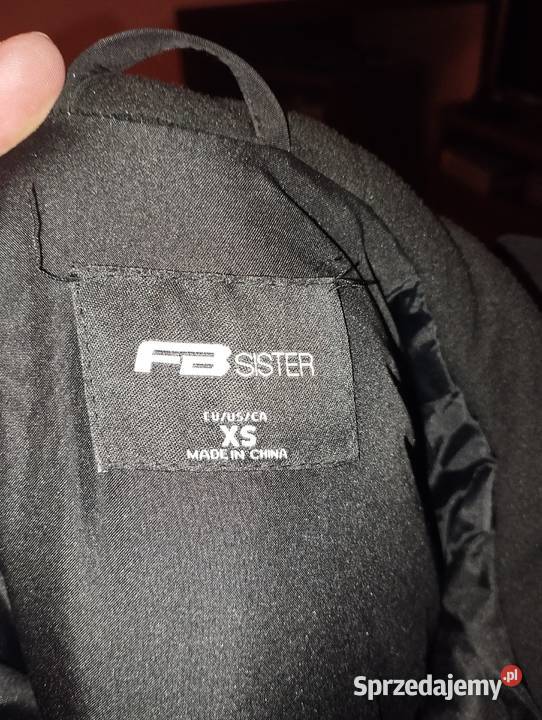 FB SISTER
EU/US/CA
XS
MADE IN CHINA
Sprzedajemy.pl